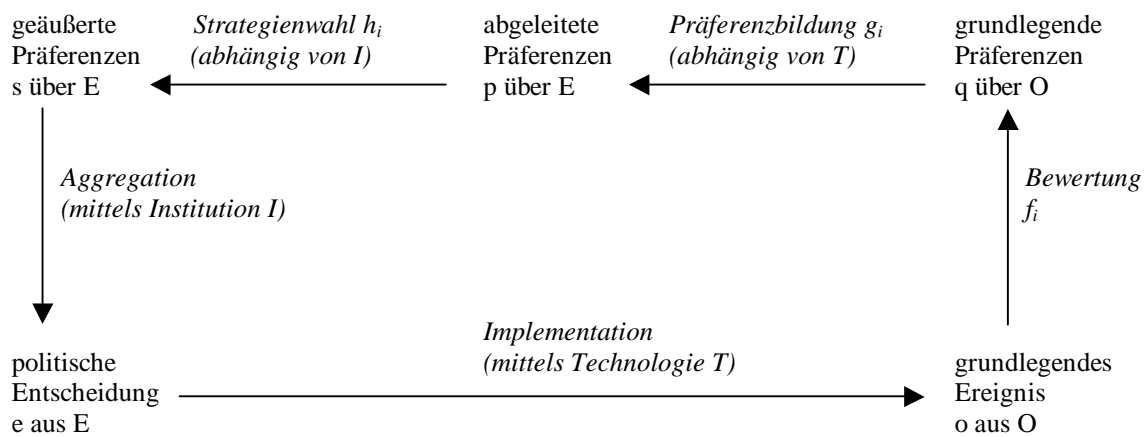 geäußerte
Präferenzen
s über E
Strategienwahl hi
(abhängig von I)
abgeleitete
Präferenzen
p über E
Präferenzbildung gi
(abhängig von T)
grundlegende
Präferenzen
q über O
Aggregation
(mittels Institution I)
Bewertung
fi
Implementation
(mittels Technologie T)
politische
Entscheidung
e aus E
grundlegendes
Ereignis
o aus O